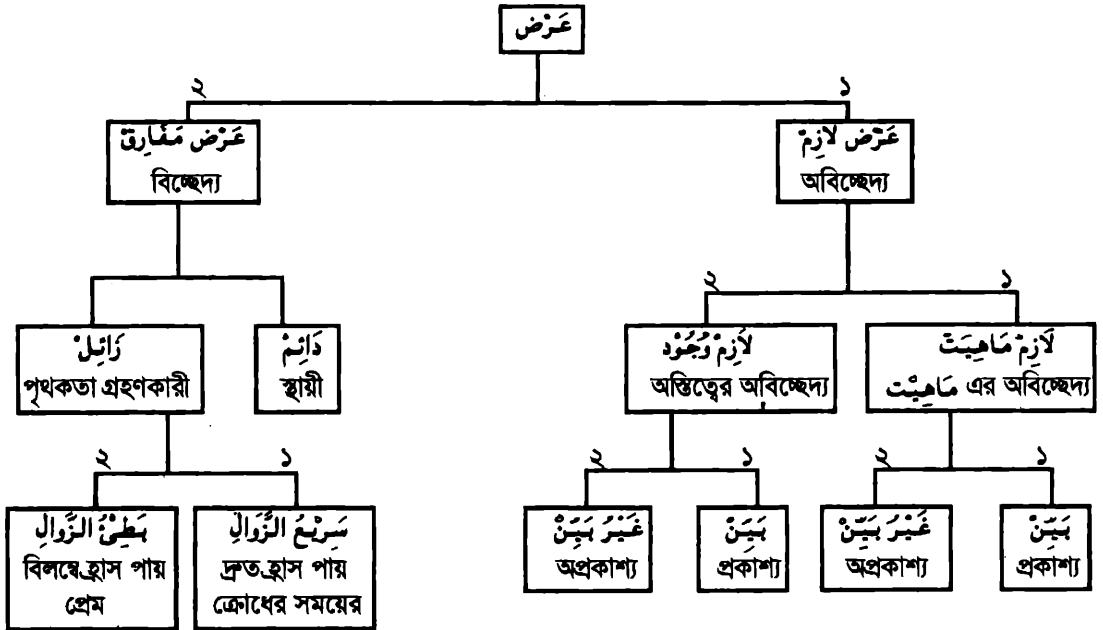 عَرْض
২
১
عَرْض مَفَارِقْ
বিচ্ছেদ্য
عَرْض لَازِمْ
অবিচ্ছেদ্য
২
১
زَائِلْ
পৃথকতা গ্রহণকারী
دَائِمْ
স্থায়ী
لَازِمْ وُجُوْد
অস্তিত্বের অবিচ্ছেদ্য
لَازِمْ مَاهِيَتْ
مَاهِيَّت এর অবিচ্ছেদ্য
২
১
২
১
২
১
بَطِئُ الزَّوَالِ
বিলম্বে হ্রাস পায়
প্রেম
سَرِيْعُ الزَّوَالِ
দ্রুত হ্রাস পায়
ক্রোধের সময়ের
غَيْرُ بَيِّنْ
অপ্রকাশ্য
بَيِّنْ
প্রকাশ্য
غَيْرُ بَيِّنْ
অপ্রকাশ্য
بَيِّنْ
প্রকাশ্য